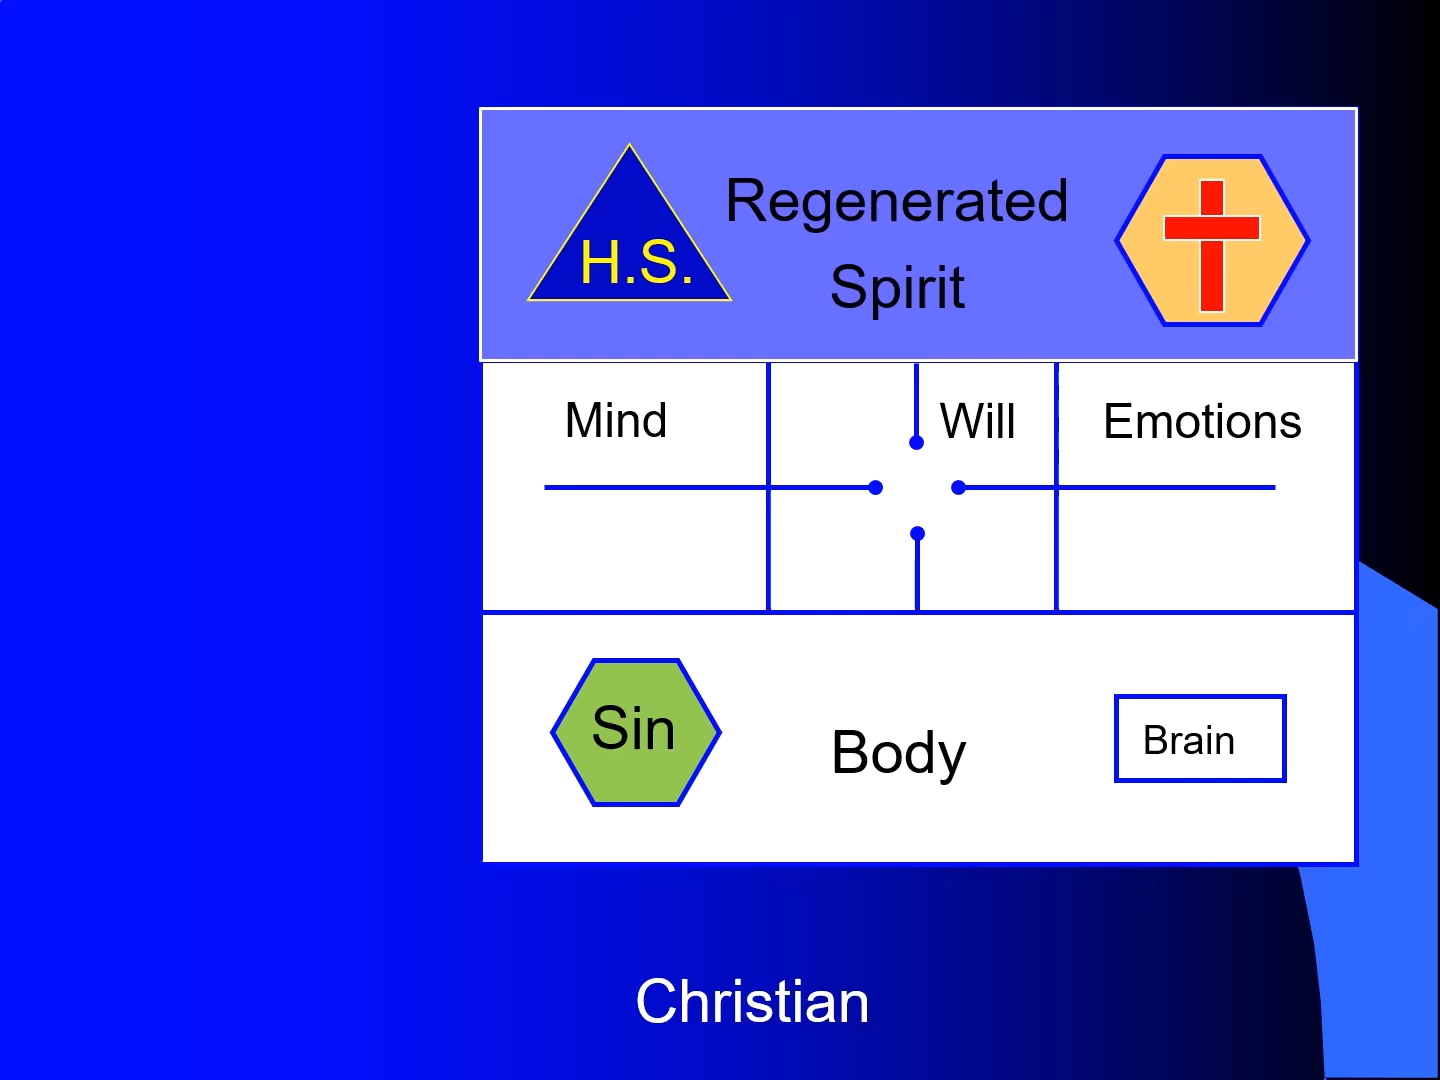 H.S.
Regenerated
Spirit
Mind
Will
Emotions
Sin
Body
Brain
Christian